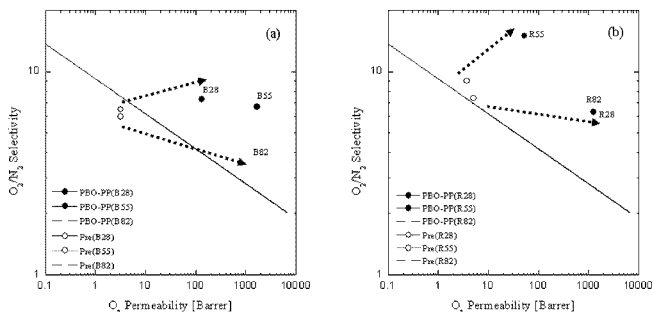 (a)
B28
B55
B82
10
1
O₂/N₂ Selectivity
PBO-PP(B28)
PBO-PP(B55)
PBO-PP(B82)
Pre(B28)
Pre(B55)
Pre(B82)
0.1 1 10 100 1000 10000
O₂ Permeability [Barrer]
(b)
R55
R82
R28
10
1
O₂/N₂ Selectivity
PBO-PP(R28)
PBO-PP(R55)
PBO-PP(R82)
Pre(R28)
Pre(R55)
Pre(R82)
0.1 1 10 100 1000 10000
O₂ Permeability [Barrer]